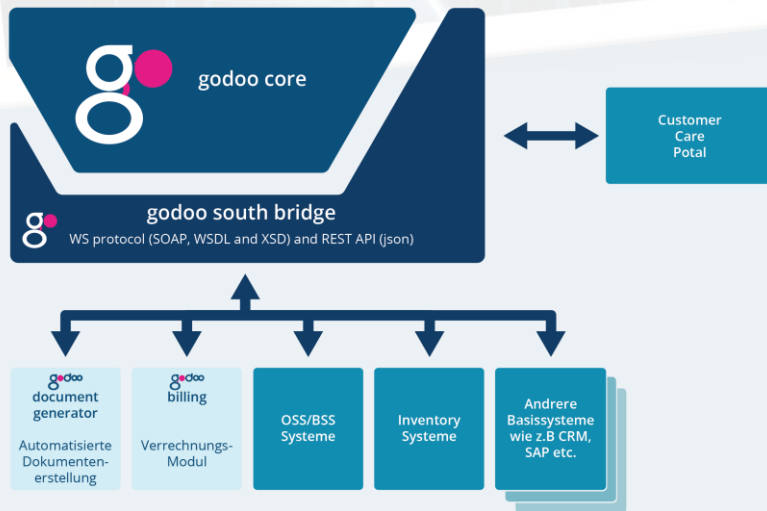 g
godoo core
Customer
Care
Potal
godoo south bridge
g
WS protocol (SOAP, WSDL and XSD) and REST API (json)
godoo
document
generator
Automatisierte
Dokumenten-
erstellung
godoo
billing
Verrechnungs-
Modul
OSS/BSS
Systeme
Inventory
Systeme
Andrere
Basissysteme
wie z.B CRM,
SAP etc.